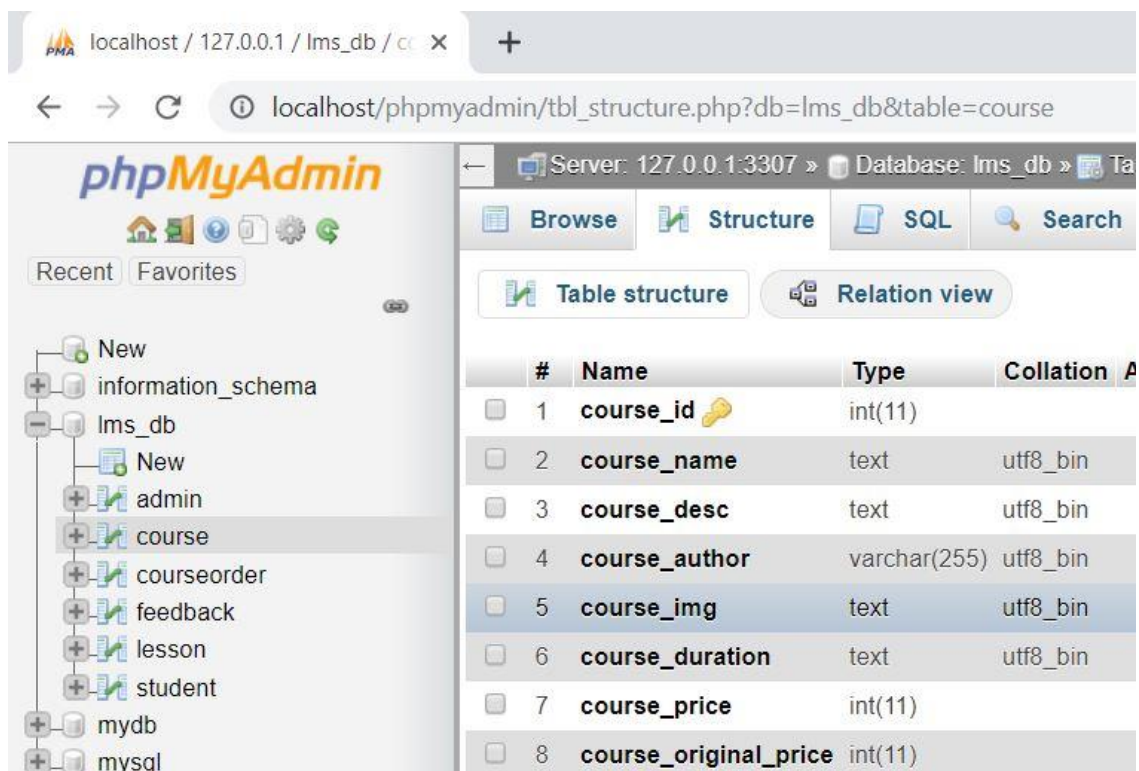 localhost / 127.0.0.1 / lms_db / co
localhost/phpmyadmin/tbl_structure.php?db=lms_db&table=course
phpMyAdmin
Recent Favorites
New
information_schema
lms_db
New
admin
course
courseorder
feedback
lesson
student
mydb
mysql
Server: 127.0.0.1:3307 » Database: lms_db » Ta
Browse Structure SQL Search
Table structure Relation view
# Name Type Collation A
1 course_id int(11)
2 course_name text utf8_bin
3 course_desc text utf8_bin
4 course_author varchar(255) utf8_bin
5 course_img text utf8_bin
6 course_duration text utf8_bin
7 course_price int(11)
8 course_original_price int(11)